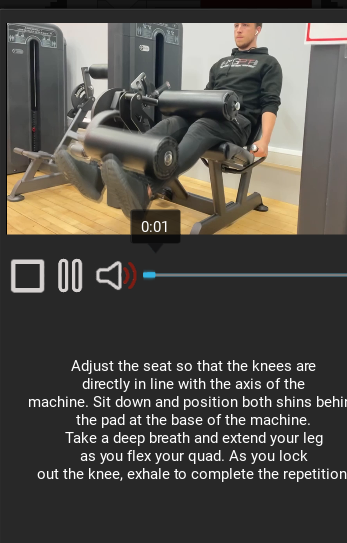 0:01
Adjust the seat so that the knees are
directly in line with the axis of the
machine. Sit down and position both shins behin
the pad at the base of the machine.
Take a deep breath and extend your leg
as you flex your quad. As you lock
out the knee, exhale to complete the repetition